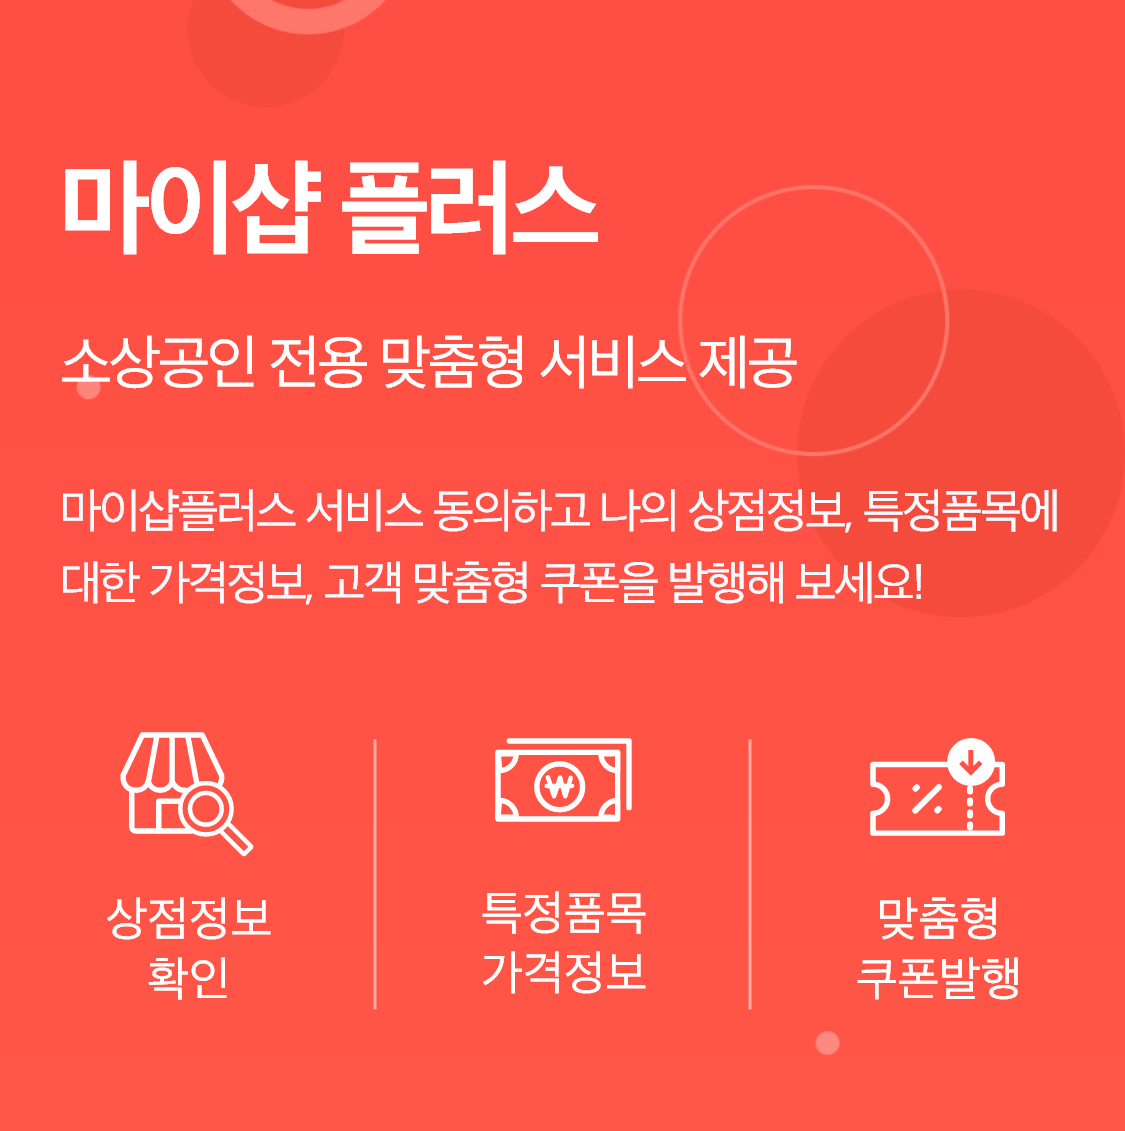 마이샵 플러스
소상공인 전용 맞춤형 서비스 제공
마이샵플러스 서비스 동의하고 나의 상점정보, 특정품목에
대한 가격정보, 고객 맞춤형 쿠폰을 발행해 보세요!
상점정보
확인
특정품목
가격정보
맞춤형
쿠폰발행